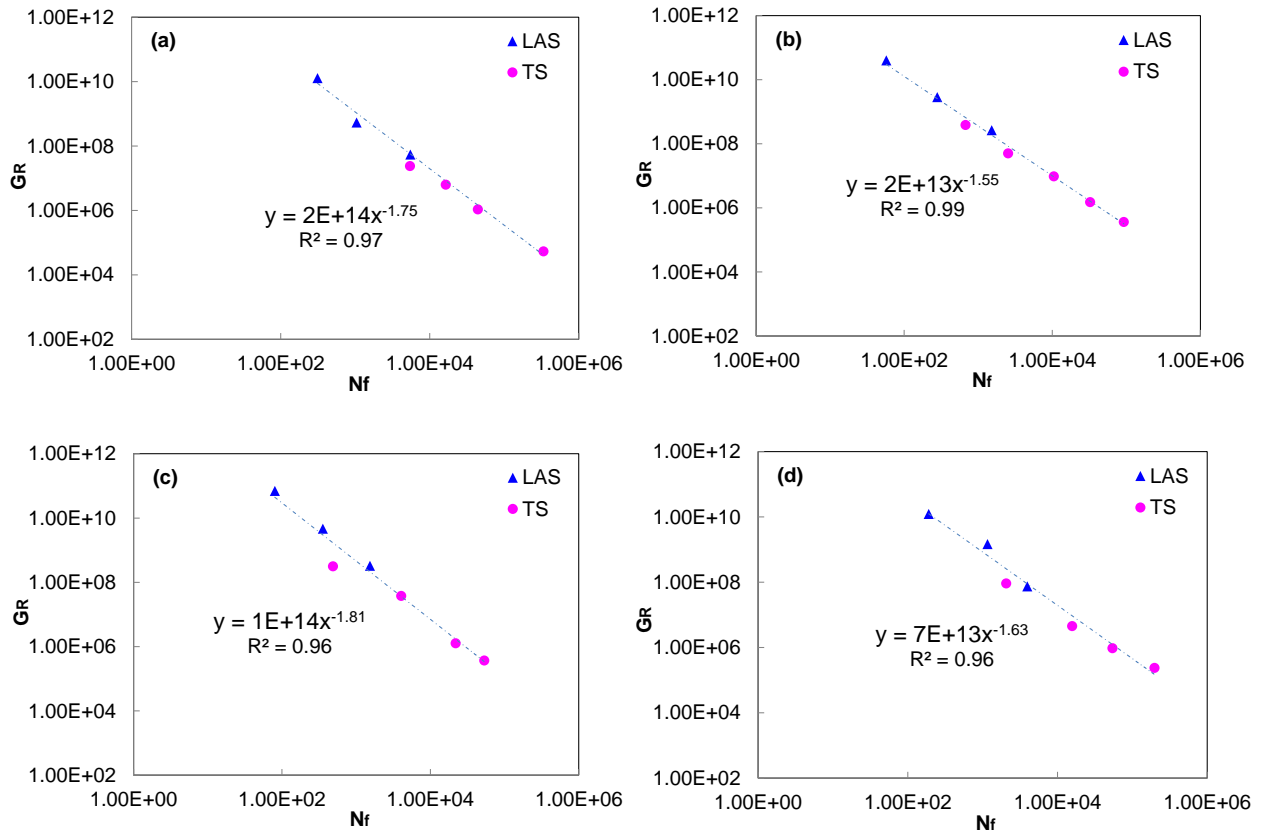 (a)
LAS
TS
1.00E+12
1.00E+10
1.00E+08
1.00E+06
1.00E+04
1.00E+02
GR
y = 2E+14x-1.75
R² = 0.97
1.00E+00 1.00E+02 1.00E+04 1.00E+06
Nf
(b)
LAS
TS
1.00E+12
1.00E+10
1.00E+08
1.00E+06
1.00E+04
1.00E+02
GR
y = 2E+13x-1.55
R² = 0.99
1.00E+00 1.00E+02 1.00E+04 1.00E+06
Nf
(c)
LAS
TS
1.00E+12
1.00E+10
1.00E+08
1.00E+06
1.00E+04
1.00E+02
GR
y = 1E+14x-1.81
R² = 0.96
1.00E+00 1.00E+02 1.00E+04 1.00E+06
Nf
(d)
LAS
TS
1.00E+12
1.00E+10
1.00E+08
1.00E+06
1.00E+04
1.00E+02
GR
y = 7E+13x-1.63
R² = 0.96
1.00E+00 1.00E+02 1.00E+04 1.00E+06
Nf